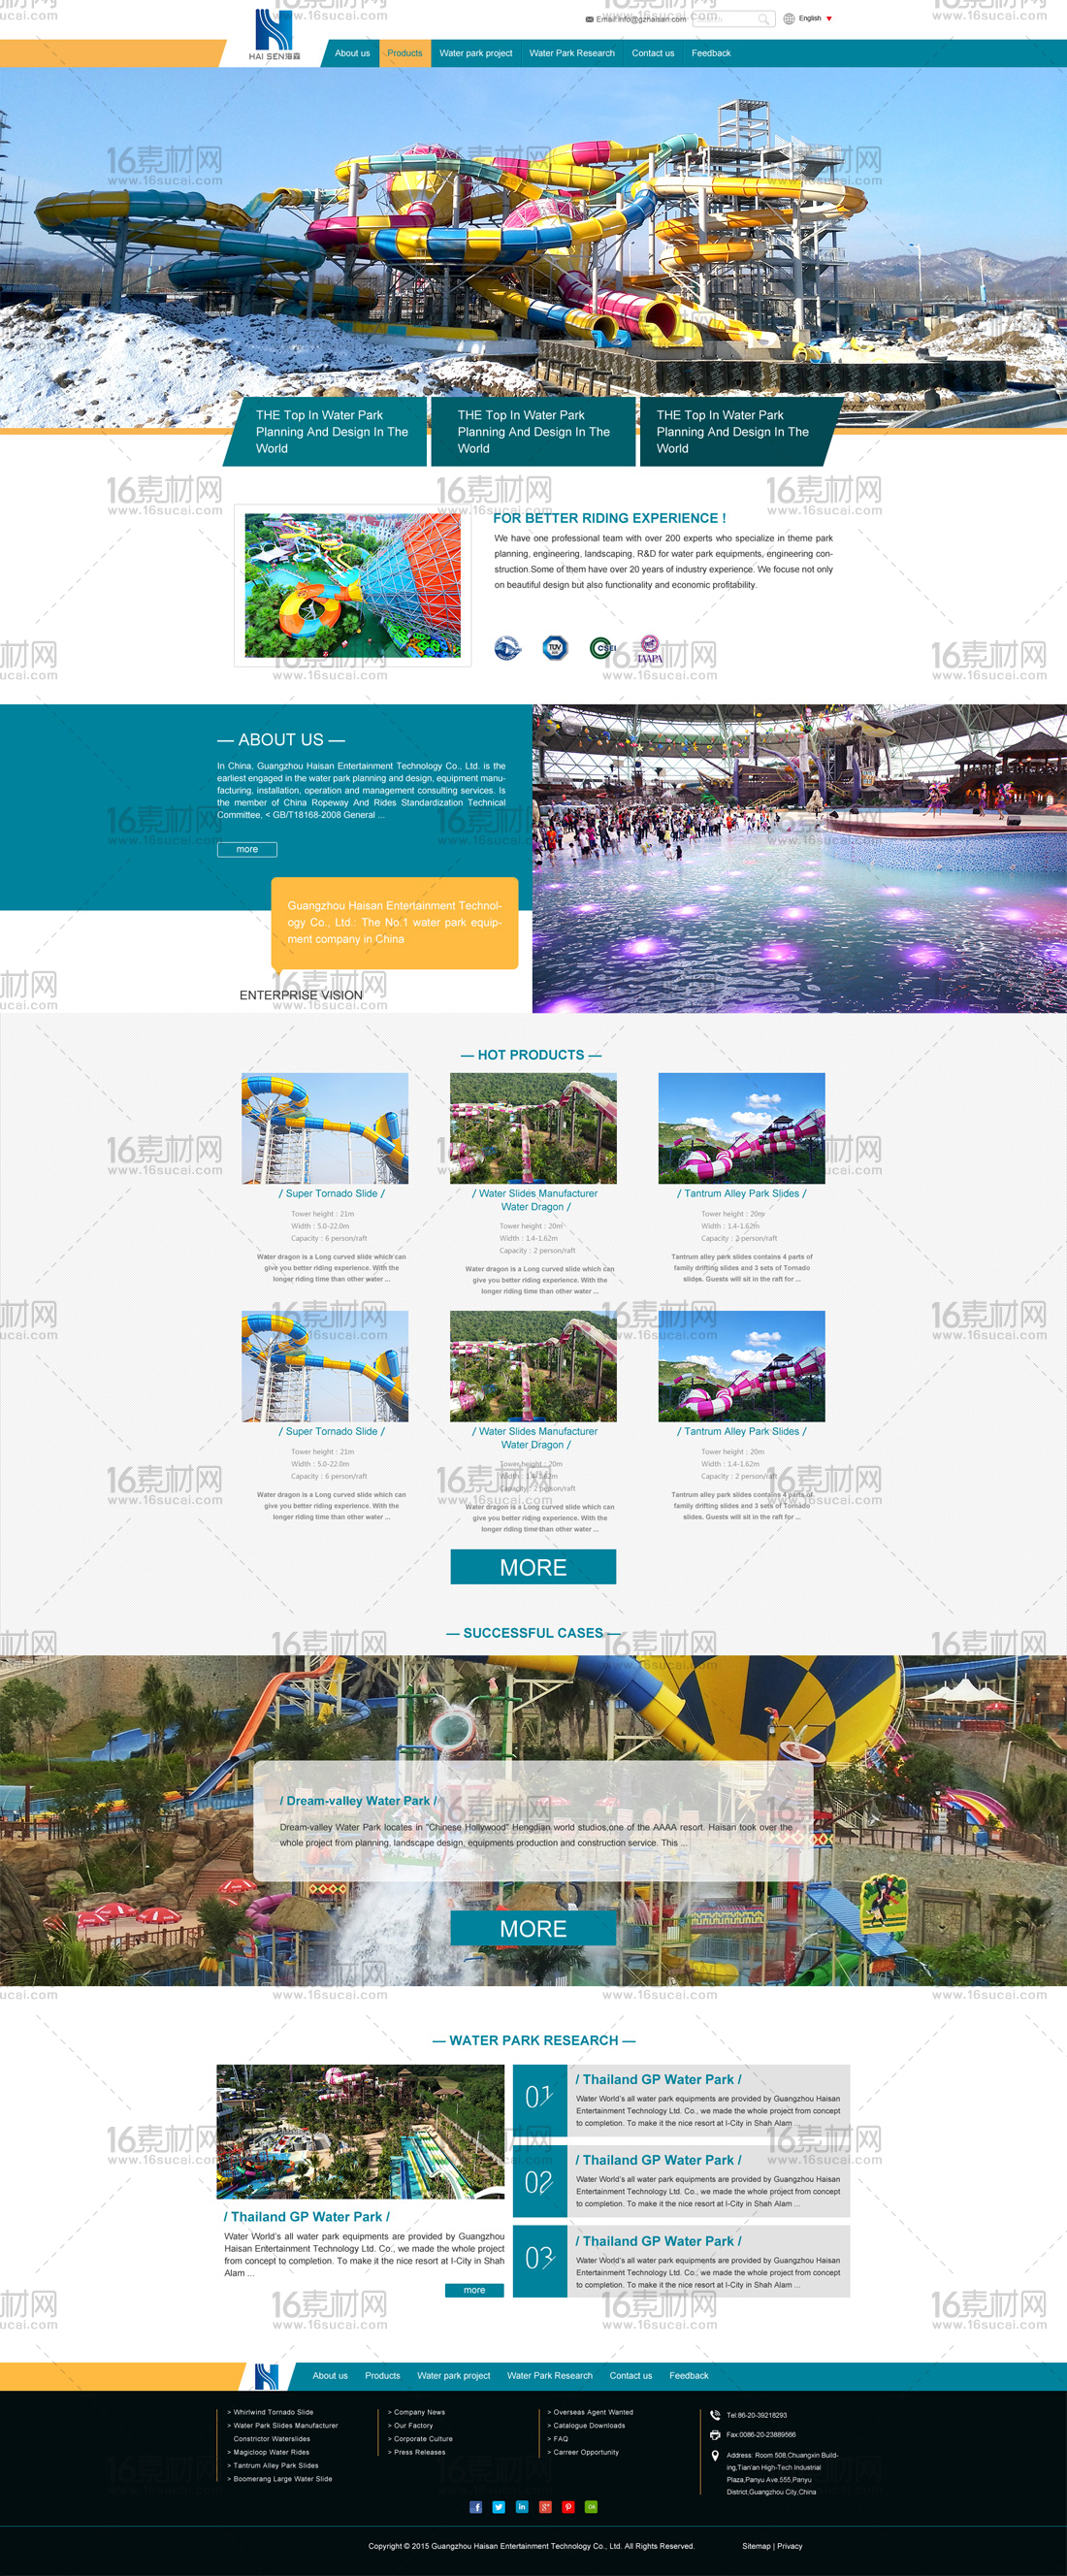 HAI SEN海森
Email:info@gzhaisan.com
English
About us
Products
Water park project
Water Park Research
Contact us
Feedback
THE Top In Water Park
Planning And Design In The
World
THE Top In Water Park
Planning And Design In The
World
THE Top In Water Park
Planning And Design In The
World
FOR BETTER RIDING EXPERIENCE !
We have one professional team with over 200 experts who specialize in theme park
planning, engineering, landscaping, R&D for water park equipments, engineering con-
struction.Some of them have over 20 years of industry experience. We focuse not only
on beautiful design but also functionality and economic profitability.
TUV
CSEI
IAAPA
— ABOUT US —
In China, Guangzhou Haisan Entertainment Technology Co., Ltd. is the
earliest engaged in the water park planning and design, equipment manu-
facturing, installation, operation and management consulting services. Is
the member of China Ropeway And Rides Standardization Technical
Committee, < GB/T18168-2008 General ...
more
Guangzhou Haisan Entertainment Technol-
ogy Co., Ltd.: The No.1 water park equip-
ment company in China
ENTERPRISE VISION
— HOT PRODUCTS —
/ Super Tornado Slide /
Tower height : 21m
Width : 5.0-22.0m
Capacity : 6 person/raft
Water dragon is a Long curved slide which can
give you better riding experience. With the
longer riding time than other water ...
/ Water Slides Manufacturer
Water Dragon /
Tower height : 20m
Width : 1.4-1.62m
Capacity : 2 person/raft
Water dragon is a Long curved slide which can
give you better riding experience. With the
longer riding time than other water ...
/ Tantrum Alley Park Slides /
Tower height : 20m
Width : 1.4-1.62m
Capacity : 2 person/raft
Tantrum alley park slides contains 4 parts of
family drifting slides and 3 sets of Tornado
slides. Guests will sit in the raft for ...
/ Super Tornado Slide /
Tower height : 21m
Width : 5.0-22.0m
Capacity : 6 person/raft
Water dragon is a Long curved slide which can
give you better riding experience. With the
longer riding time than other water ...
/ Water Slides Manufacturer
Water Dragon /
Tower height : 20m
Width : 1.4-1.62m
Capacity : 2 person/raft
Water dragon is a Long curved slide which can
give you better riding experience. With the
longer riding time than other water ...
/ Tantrum Alley Park Slides /
Tower height : 20m
Width : 1.4-1.62m
Capacity : 2 person/raft
Tantrum alley park slides contains 4 parts of
family drifting slides and 3 sets of Tornado
slides. Guests will sit in the raft for ...
MORE
— SUCCESSFUL CASES —
/ Dream-valley Water Park /
Dream-valley Water Park locates in "Chinese Hollywood" Hengdian world studios,one of the AAAA resort. Haisan took over the
whole project from planning, landscape design, equipments production and construction service. This ...
MORE
— WATER PARK RESEARCH —
/ Thailand GP Water Park /
Water World's all water park equipments are provided by Guangzhou
Haisan Entertainment Technology Ltd. Co., we made the whole project
from concept to completion. To make it the nice resort at I-City in Shah
Alam ...
more
01
/ Thailand GP Water Park /
Water World's all water park equipments are provided by Guangzhou Haisan
Entertainment Technology Ltd. Co., we made the whole project from concept
to completion. To make it the nice resort at I-City in Shah Alam ...
02
/ Thailand GP Water Park /
Water World's all water park equipments are provided by Guangzhou Haisan
Entertainment Technology Ltd. Co., we made the whole project from concept
to completion. To make it the nice resort at I-City in Shah Alam ...
03
/ Thailand GP Water Park /
Water World's all water park equipments are provided by Guangzhou Haisan
Entertainment Technology Ltd. Co., we made the whole project from concept
to completion. To make it the nice resort at I-City in Shah Alam ...
About us
Products
Water park project
Water Park Research
Contact us
Feedback
> Whirlwind Tornado Slide
> Water Park Slides Manufacturer
Constrictor Waterslides
> Magicloop Water Rides
> Tantrum Alley Park Slides
> Boomerang Large Water Slide
> Company News
> Our Factory
> Corporate Culture
> Press Releases
> Overseas Agent Wanted
> Catalogue Downloads
> FAQ
> Carreer Opportunity
Tel:86-20-39218293
Fax:0086-20-23889566
Address: Room 508,Chuangxin Build-
ing,Tian'an High-Tech Industrial
Plaza,Panyu Ave.555,Panyu
District,Guangzhou City,China
Copyright © 2015 Guangzhou Haisan Entertainment Technology Co., Ltd. All Rights Reserved.
Sitemap | Privacy
16素材网
www.16sucai.com